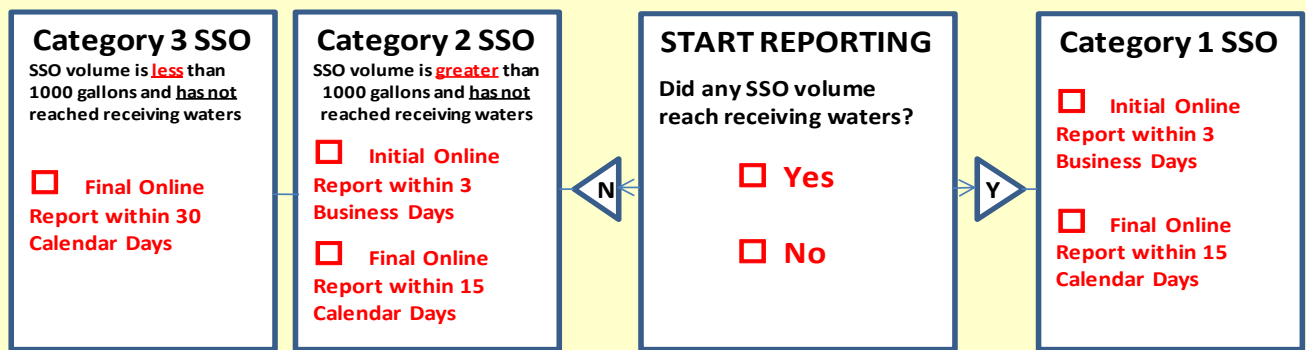 Category 3 SSO
SSO volume is less than
1000 gallons and has not
reached receiving waters
Final Online
Report within 30
Calendar Days
Category 2 SSO
SSO volume is greater than
1000 gallons and has not
reached receiving waters
Initial Online
Report within 3
Business Days
Final Online
Report within 15
Calendar Days
N
START REPORTING
Did any SSO volume
reach receiving waters?
Yes
No
Y
Category 1 SSO
Initial Online
Report within 3
Business Days
Final Online
Report within 15
Calendar Days